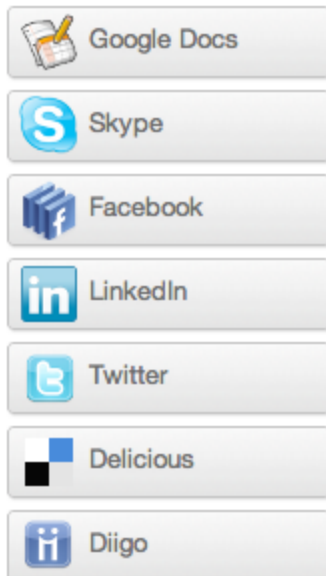 Google Docs
Skype
Facebook
LinkedIn
Twitter
Delicious
Diigo